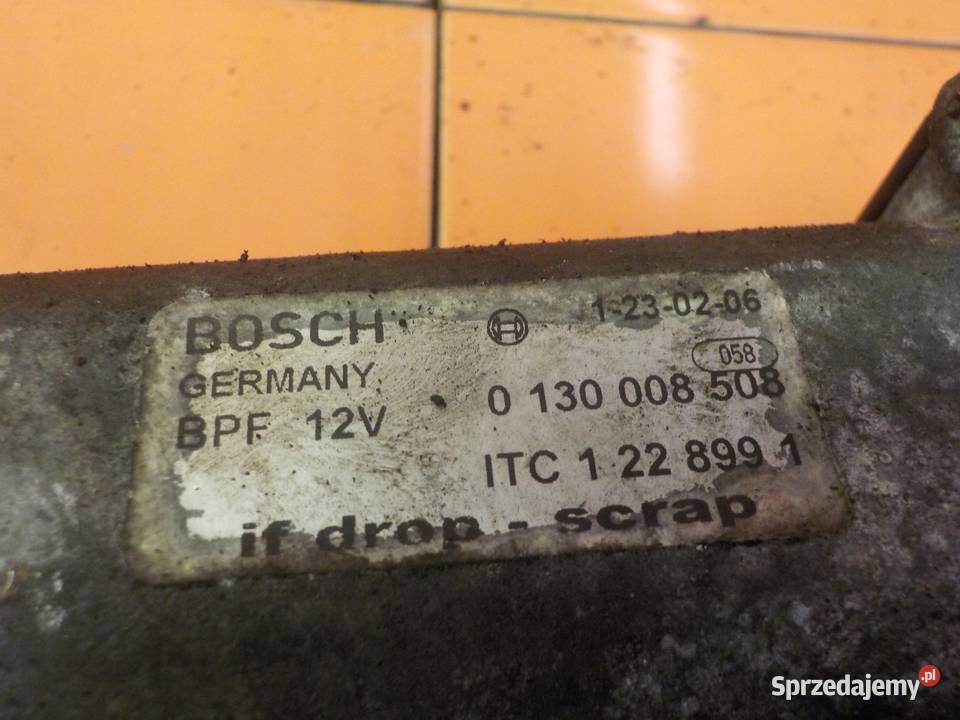 BOSCH 1-23-02-06
058
GERMANY
BPF 12V 0 130 008 508
ITC 1 22 899 1
if drop - scrap
Sprzedajemy.pl